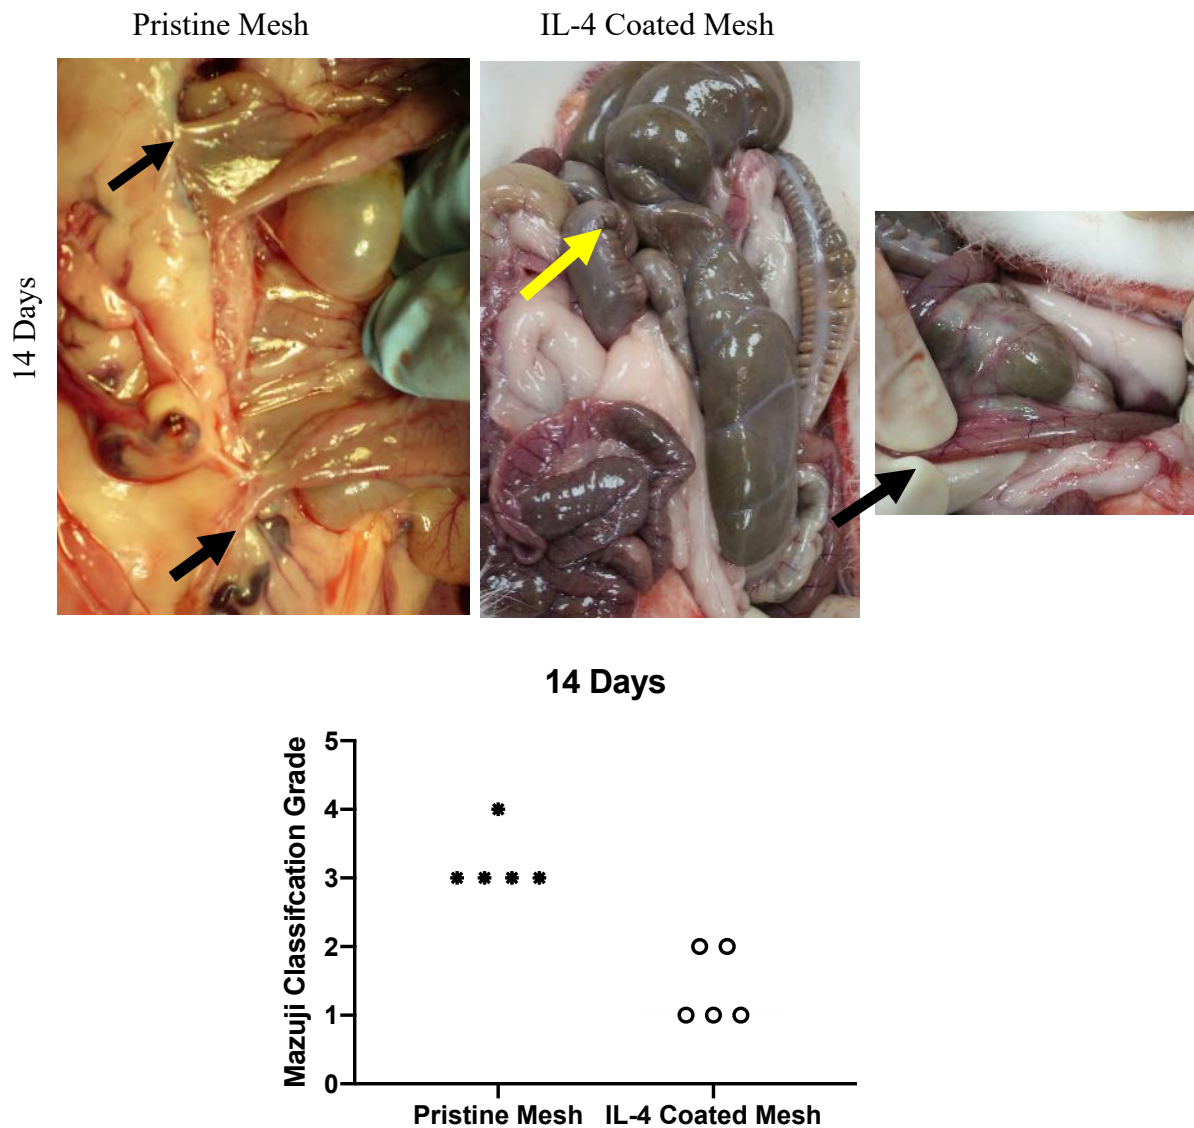 Pristine Mesh
IL-4 Coated Mesh
14 Days
14 Days
Mazuji Classifcation Grade
5
4
3
2
1
0
Pristine Mesh
IL-4 Coated Mesh